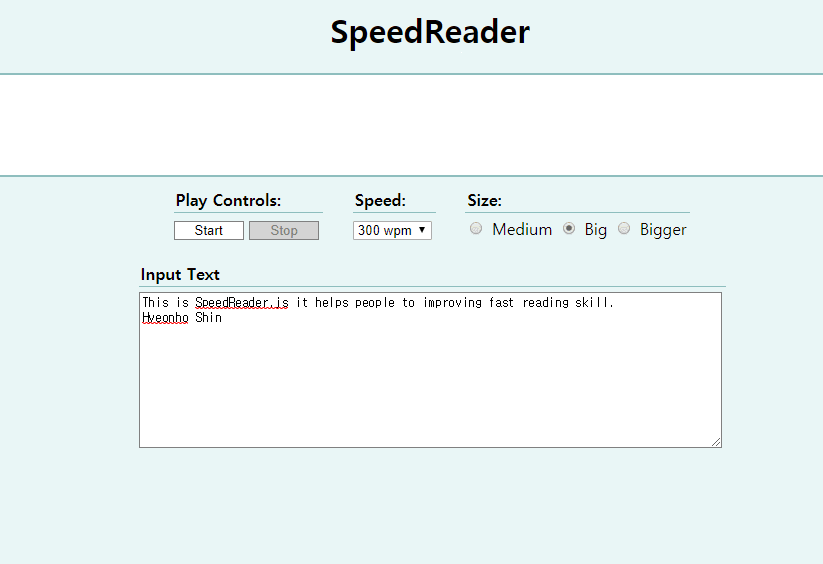 SpeedReader
Play Controls: Speed: Size:
Start Stop 300 wpm Medium Big Bigger
Input Text
This is SpeedReader.js it helps people to improving fast reading skill.
Hyeonho Shin